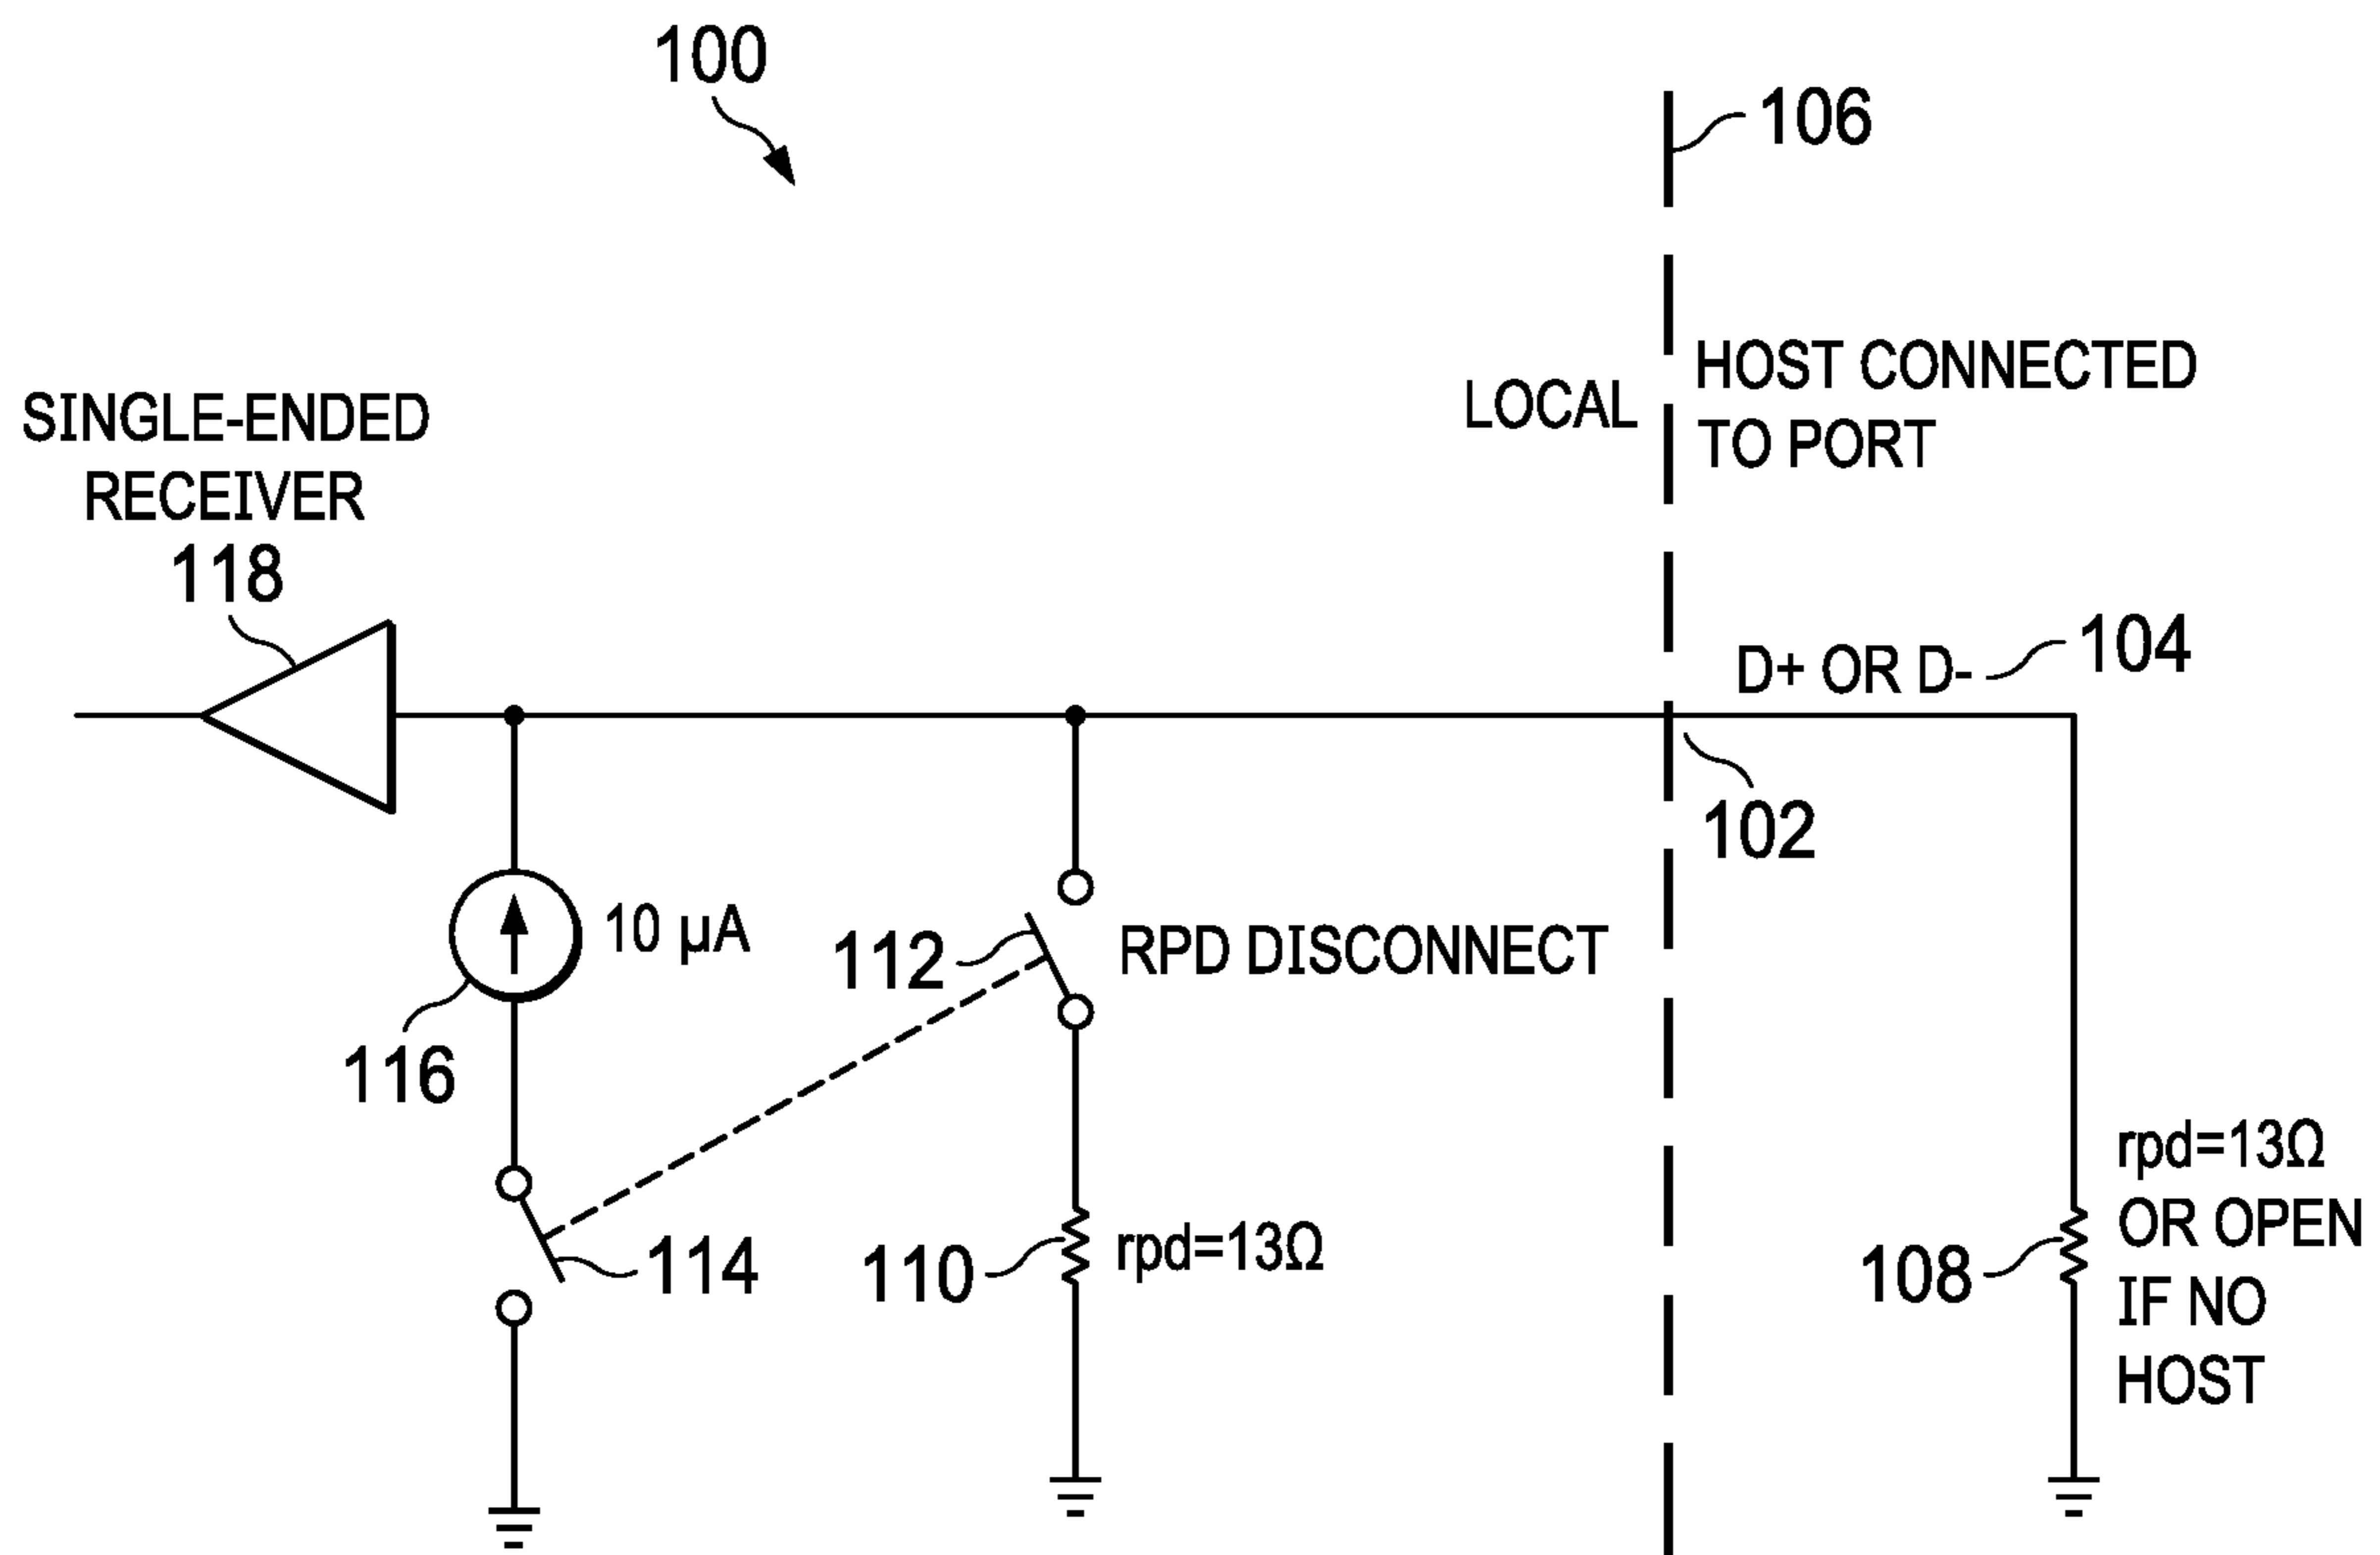 100
106
HOST CONNECTED
TO PORT
LOCAL
SINGLE-ENDED
RECEIVER
118
D+ OR D-
104
102
10 µA
112
RPD DISCONNECT
116
114
110
rpd=13Ω
rpd=13Ω
OR OPEN
IF NO
HOST
108